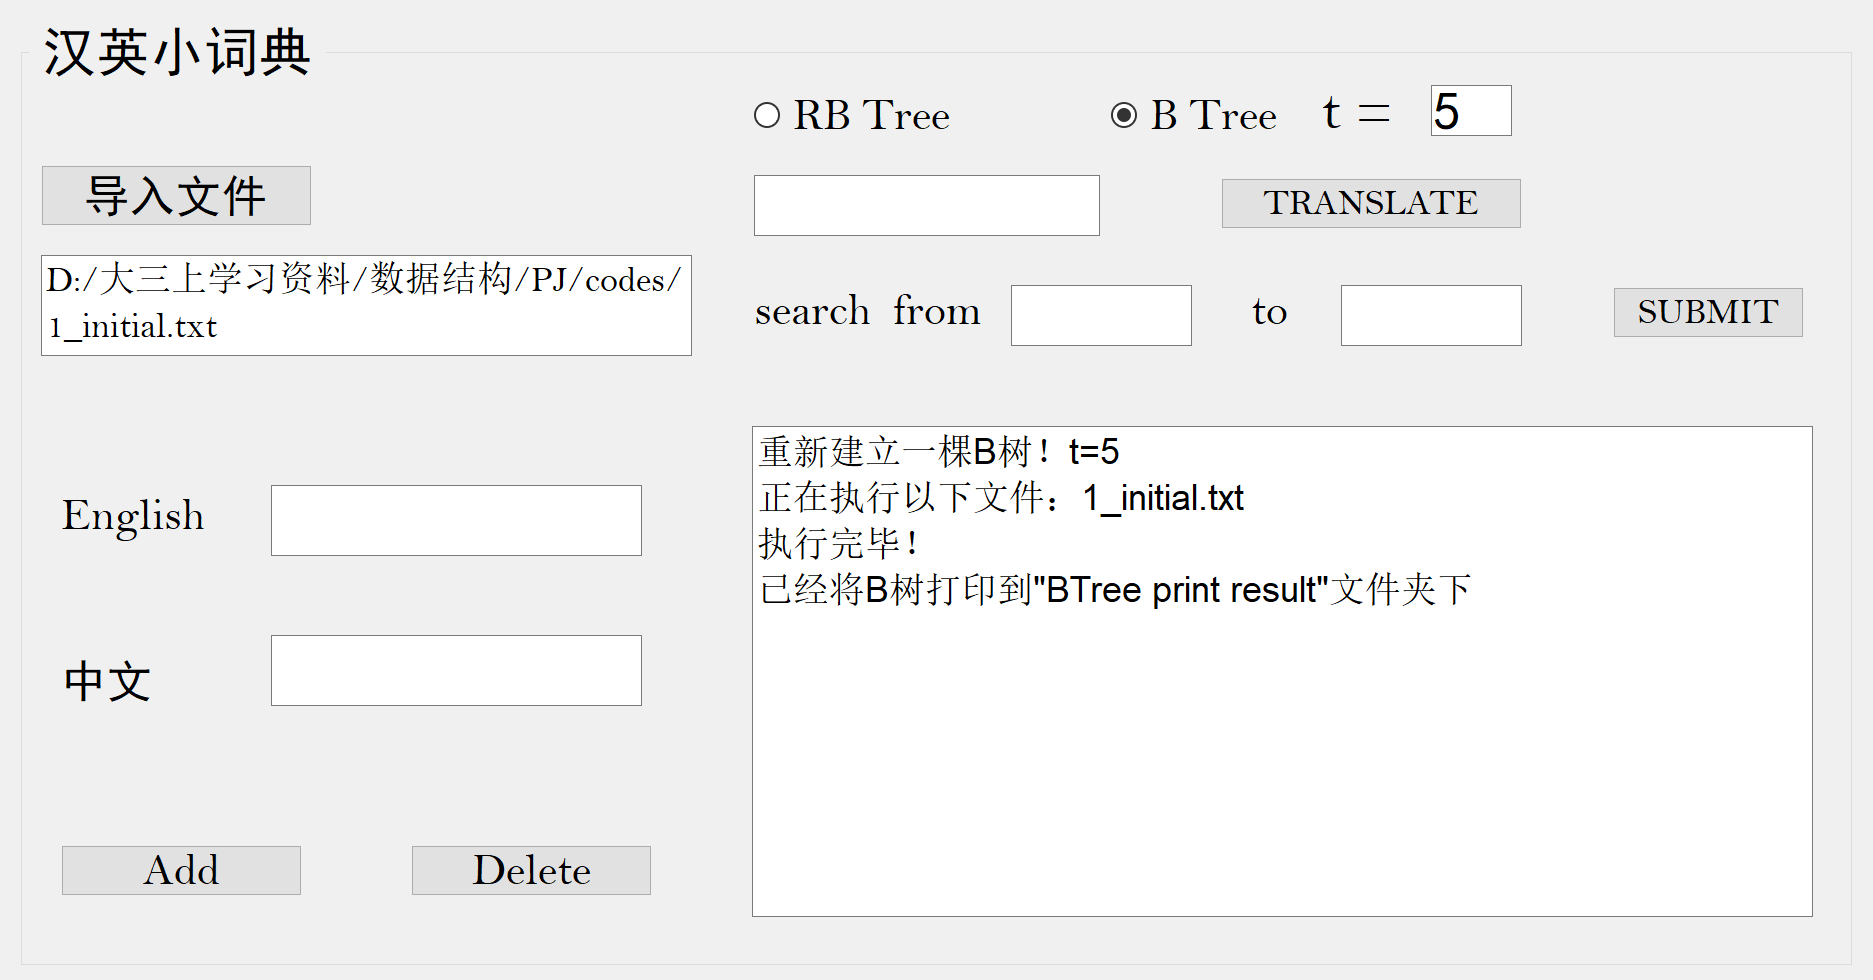 汉英小词典
RB Tree
B Tree
t =
5
导入文件
TRANSLATE
D:/大三上学习资料/数据结构/PJ/codes/
1_initial.txt
search from
to
SUBMIT
English
中文
Add
Delete
重新建立一棵B树！t=5
正在执行以下文件：1_initial.txt
执行完毕！
已经将B树打印到"BTree print result"文件夹下